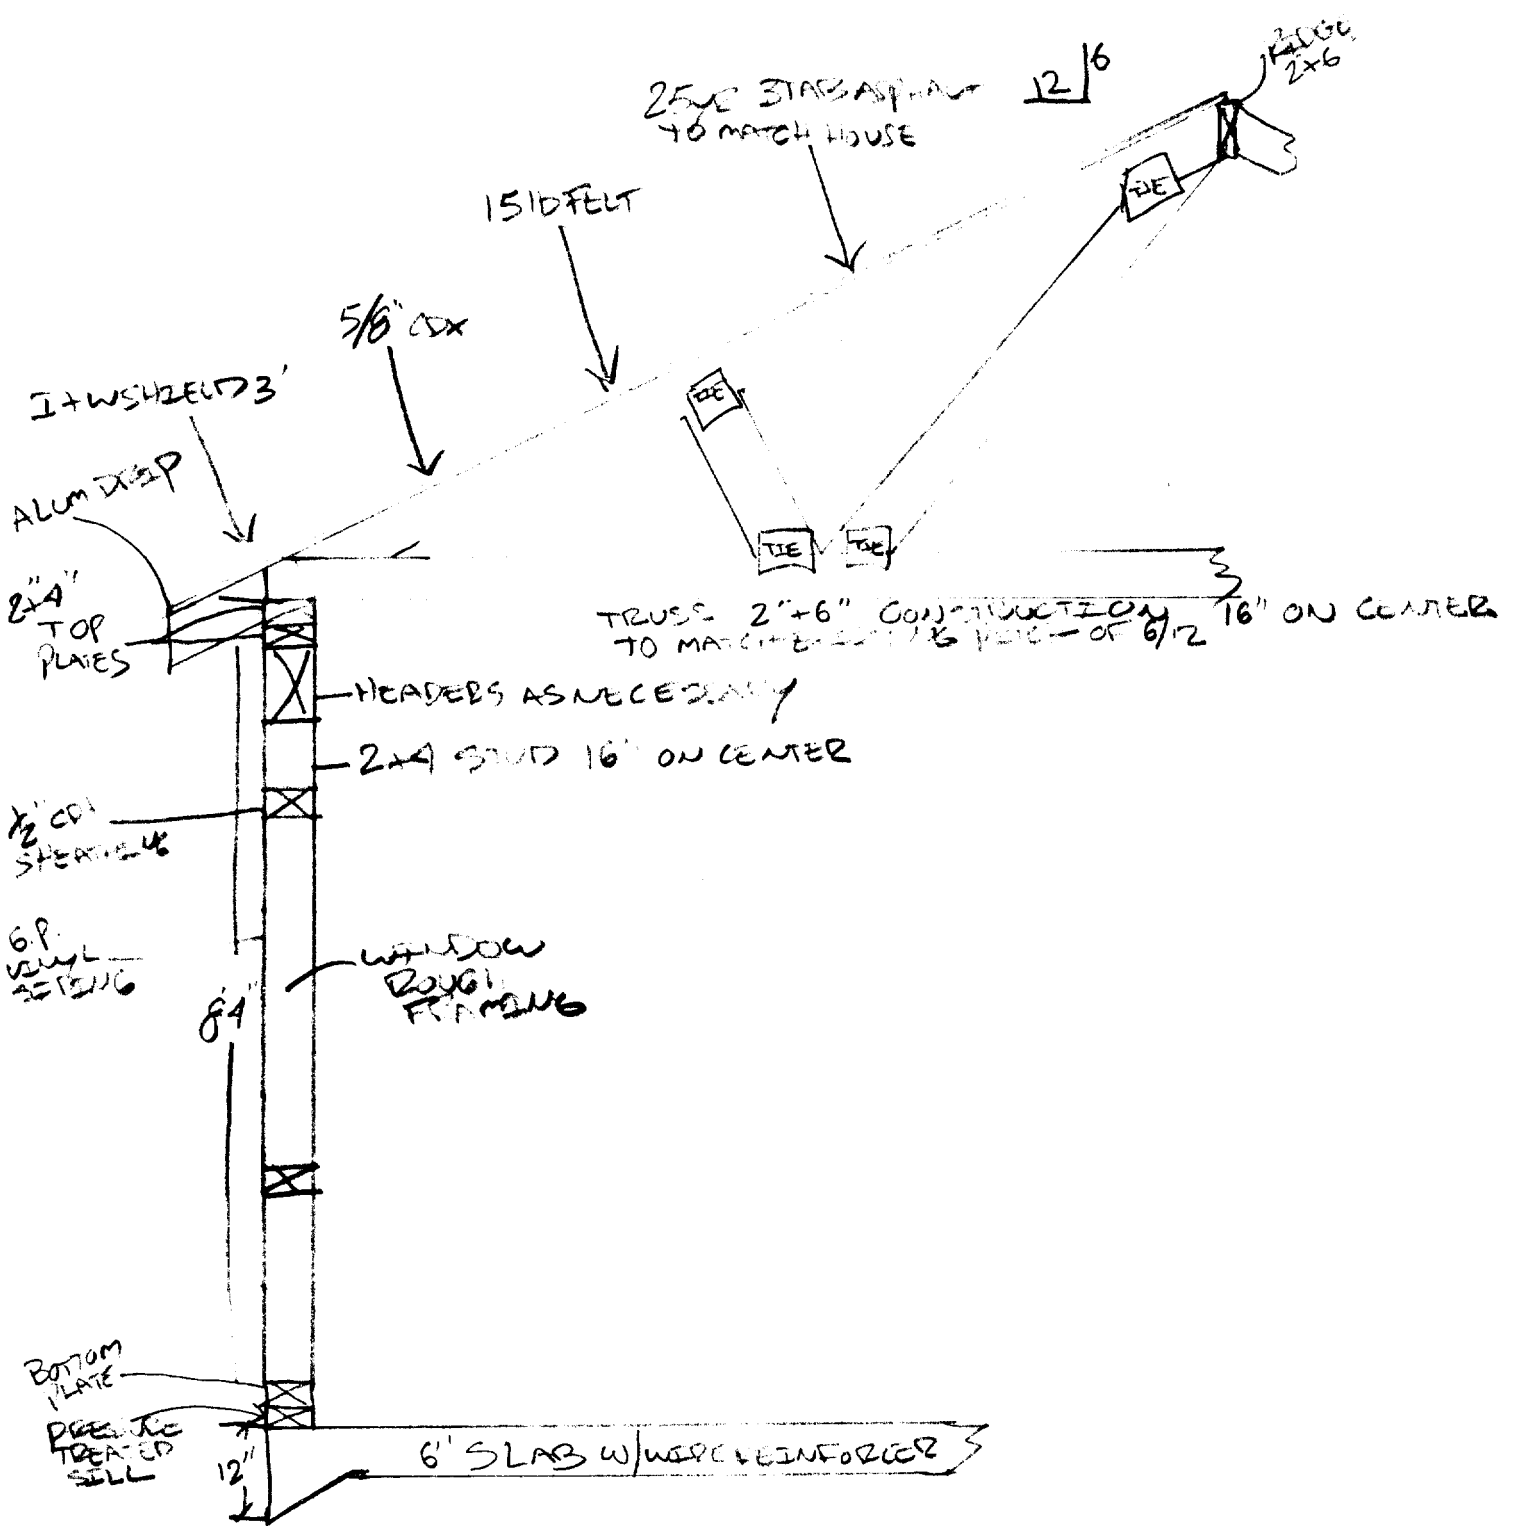 RIDGE
2x6
12 6
25yr 3TAB ASPHALT
TO MATCH HOUSE
15lb FELT
5/8" CDX
I+W SHIELD 3'
ALUM DRIP
TIE
TIE
TIE
TIE
2"x4"
TOP
PLATES
TRUSS 2"x6" CONSTRUCTION 16" ON CENTER
TO MATCH OF 6/12
HEADERS AS NECESSARY
2x4 STUD 16" ON CENTER
1/2" CDX
SHEATHING
G.P.
VINYL
SIDING
WINDOW
ROUGH
FRAMING
8'4"
BOTTOM
PLATE
PRESSURE
TREATED
SILL
12"
6" SLAB W/WIRE REINFORCER